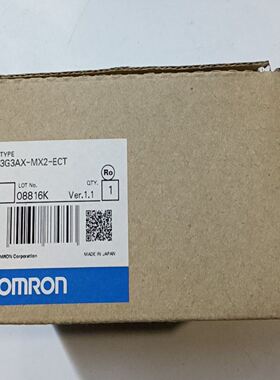 TYPE
3G3AX-MX2-ECT
Ro
LOT No.
QTY.
08816K
Ver.1.1
1
OMRON Corporation
MADE IN JAPAN
OMRON